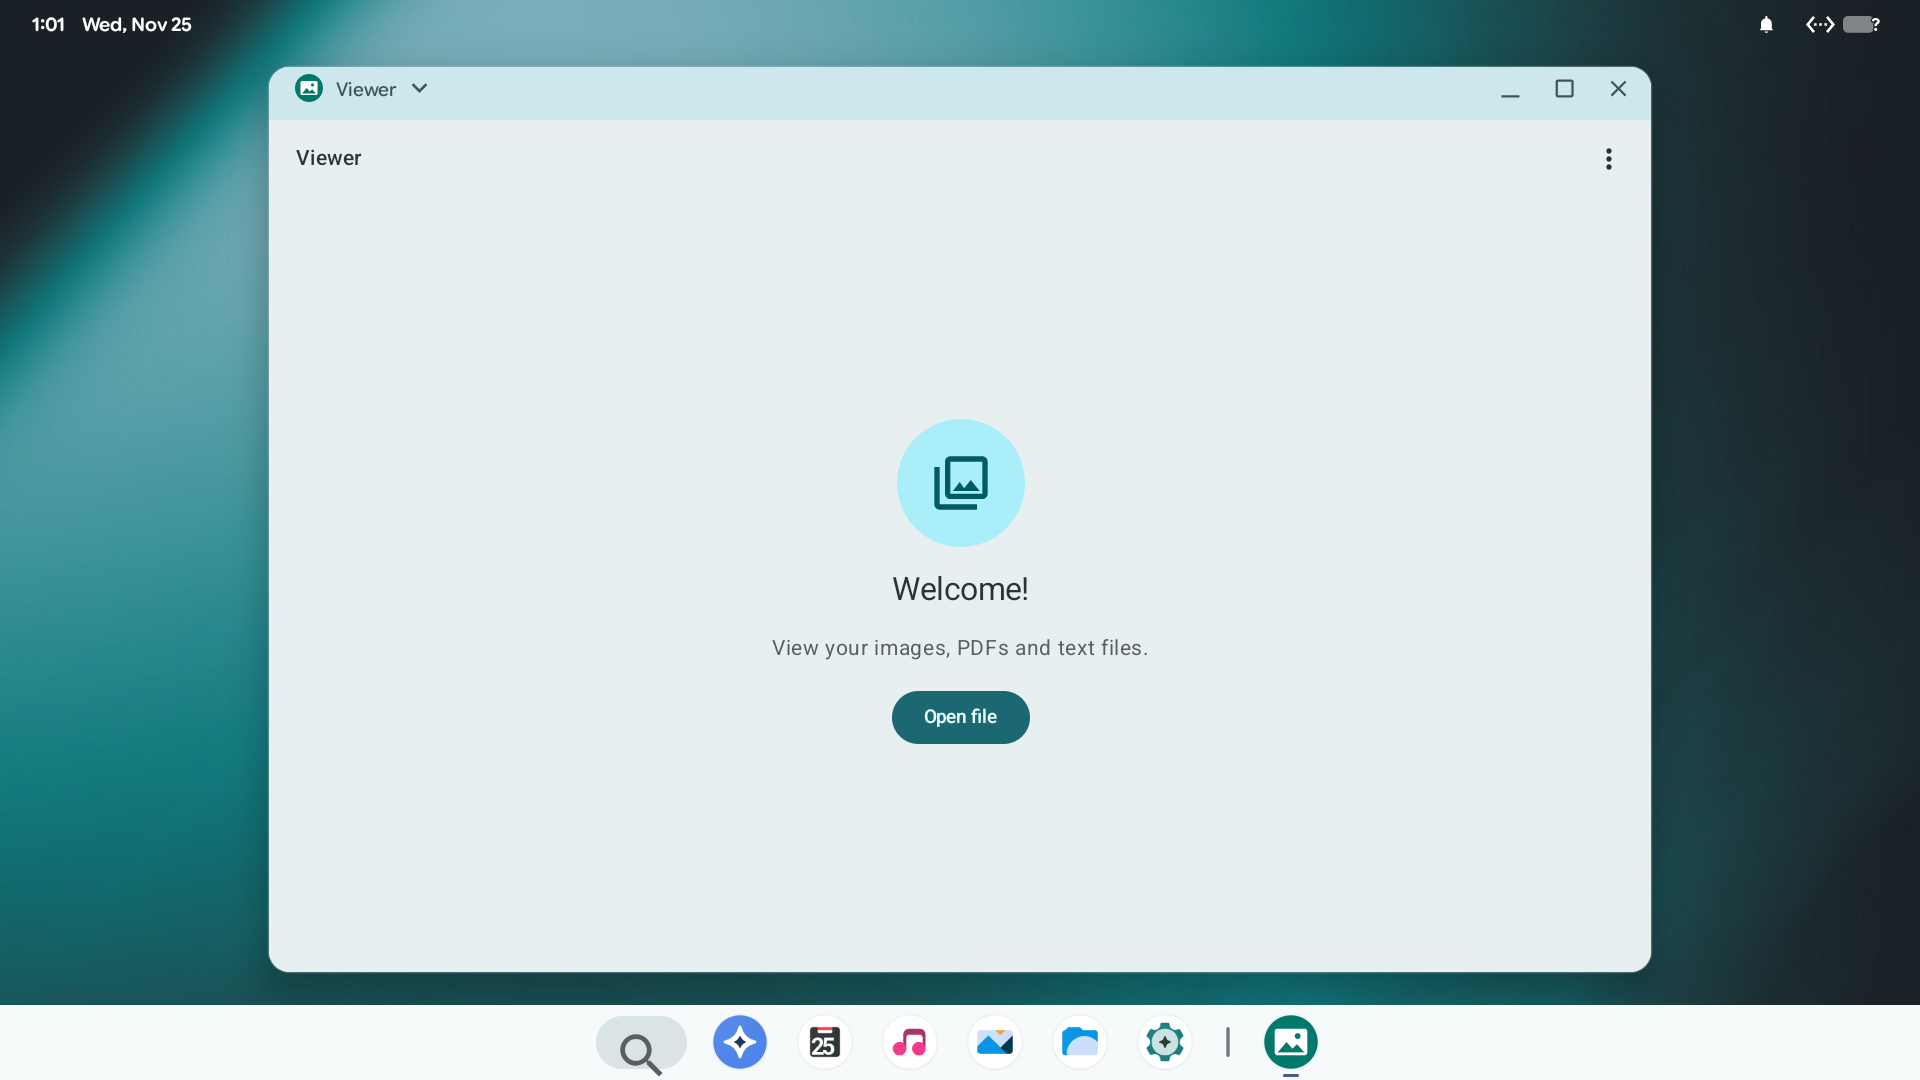 1:01 Wed, Nov 25
?
Viewer
Viewer
Welcome!
View your images, PDFs and text files.
Open file
25